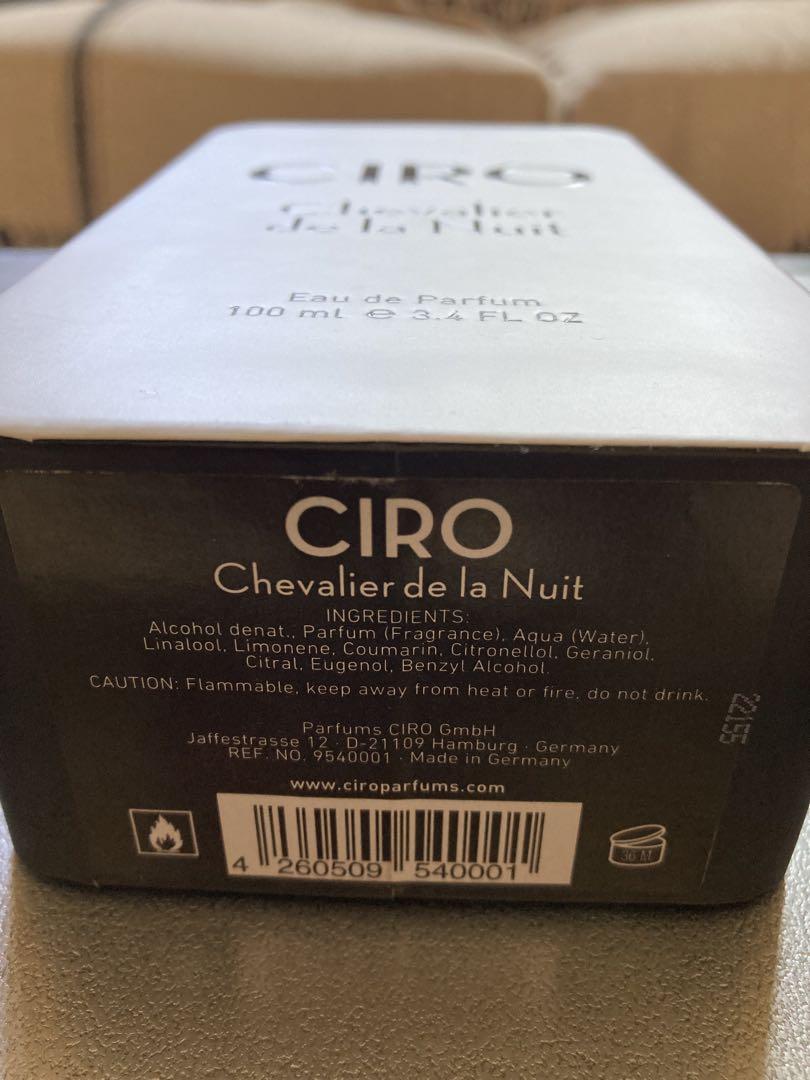 CIRO
Chevalier
de la Nuit
Eau de Parfum
100 ml ℮ 3.4 FL OZ
CIRO
Chevalier de la Nuit
INGREDIENTS:
Alcohol denat., Parfum (Fragrance), Aqua (Water),
Linalool, Limonene, Coumarin, Citronellol, Geraniol,
Citral, Eugenol, Benzyl Alcohol.
CAUTION: Flammable, keep away from heat or fire, do not drink.
Parfums CIRO GmbH
Jaffestrasse 12 · D-21109 Hamburg · Germany
REF. NO. 9540001 · Made in Germany
www.ciroparfums.com
4 260509 540001
36 M